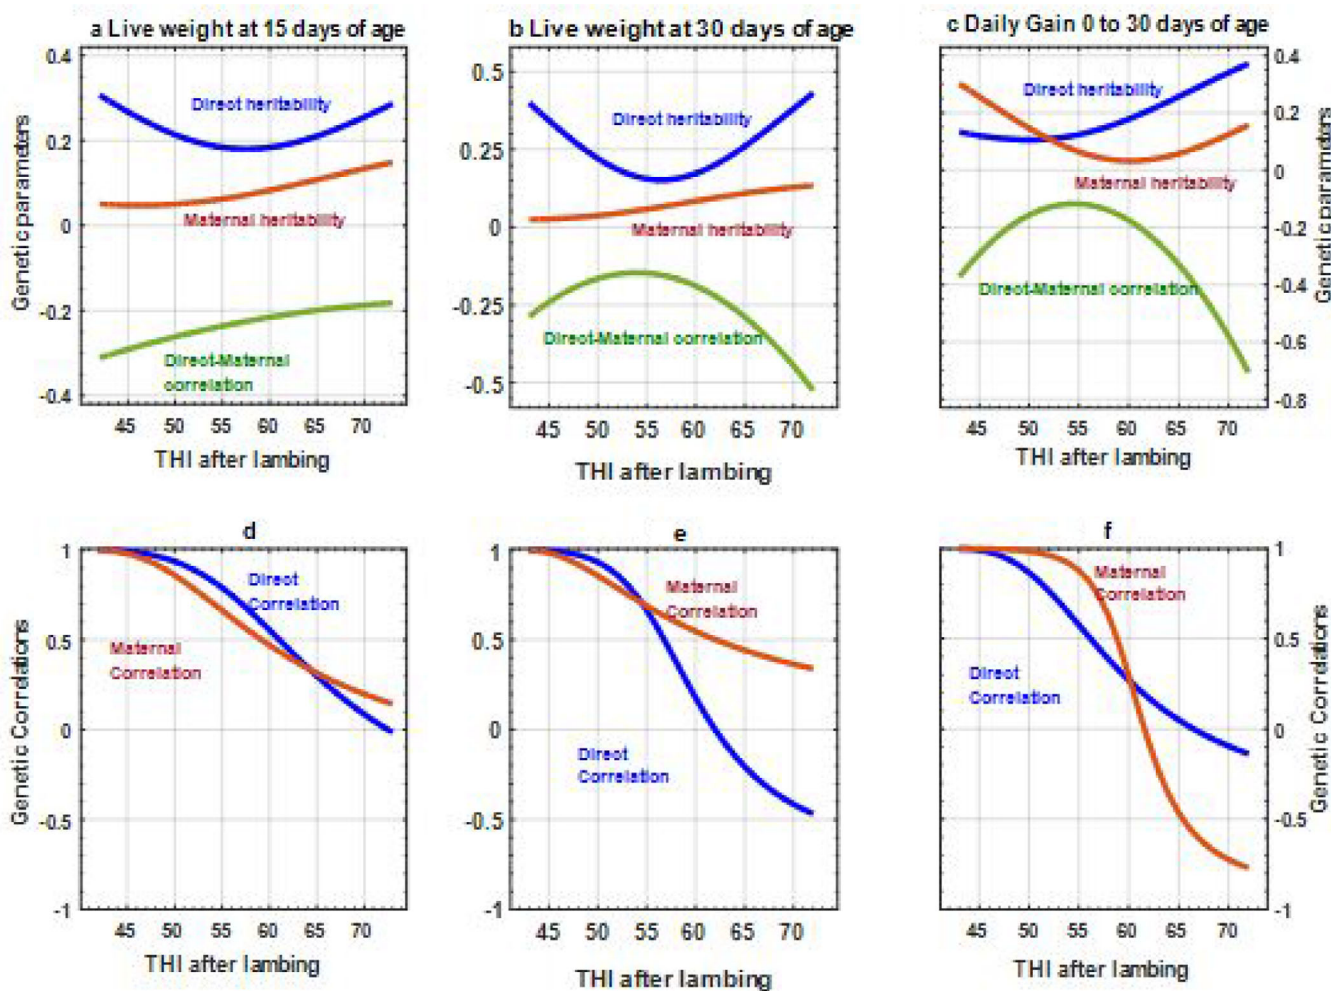 a Live weight at 15 days of age
b Live weight at 30 days of age
c Daily Gain 0 to 30 days of age
Genetic parameters
0.4
0.2
0
-0.2
-0.4
Direct heritability
Maternal heritability
Direct-Maternal
correlation
45 50 55 60 65 70
THI after lambing
0.5
0.25
0
-0.25
-0.5
Direct heritability
Maternal heritability
Direct-Maternal correlation
45 50 55 60 65 70
THI after lambing
Direct heritability
Maternal heritability
Direct-Maternal correlation
0.4
0.2
0
-0.2
-0.4
-0.6
-0.8
Genetic parameters
45 50 55 60 65 70
THI after lambing
d
e
f
Genetic Correlations
1
0.5
0
-0.5
-1
Direct
Correlation
Maternal
Correlation
45 50 55 60 65 70
THI after lambing
1
0.5
0
-0.5
-1
Maternal
Correlation
Direct
Correlation
45 50 55 60 65 70
THI after lambing
Maternal
Correlation
Direct
Correlation
1
0.5
0
-0.5
-1
Genetic Correlations
45 50 55 60 65 70
THI after lambing